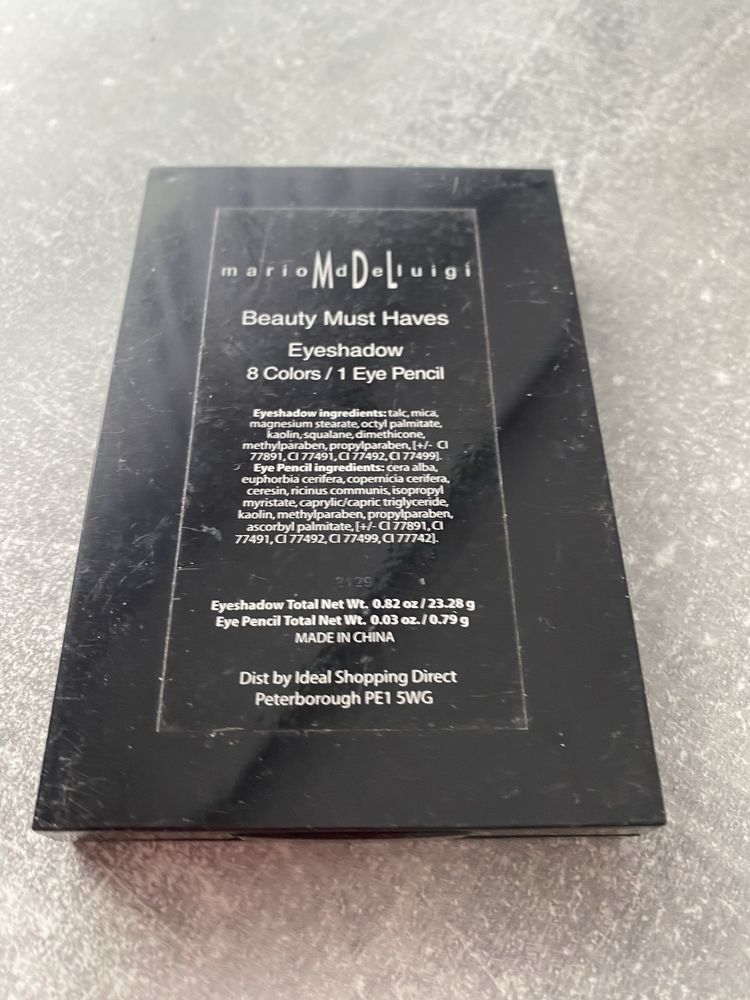 marioMdDeLluigi
Beauty Must Haves
Eyeshadow
8 Colors / 1 Eye Pencil
Eyeshadow ingredients: talc, mica,
magnesium stearate, octyl palmitate,
kaolin, squalane, dimethicone,
methylparaben, propylparaben, [+/- CI
77891, CI 77491, CI 77492, CI 77499].
Eye Pencil ingredients: cera alba,
euphorbia cerifera, copernicia cerifera,
ceresin, ricinus communis, isopropyl
myristate, caprylic/capric triglyceride,
kaolin, methylparaben, propylparaben,
ascorbyl palmitate, [+/- CI 77891, CI
77491, CI 77492, CI 77499, CI 77742].
Eyeshadow Total Net Wt. 0.82 oz / 23.28 g
Eye Pencil Total Net Wt. 0.03 oz. / 0.79 g
MADE IN CHINA
Dist by Ideal Shopping Direct
Peterborough PE1 5WG